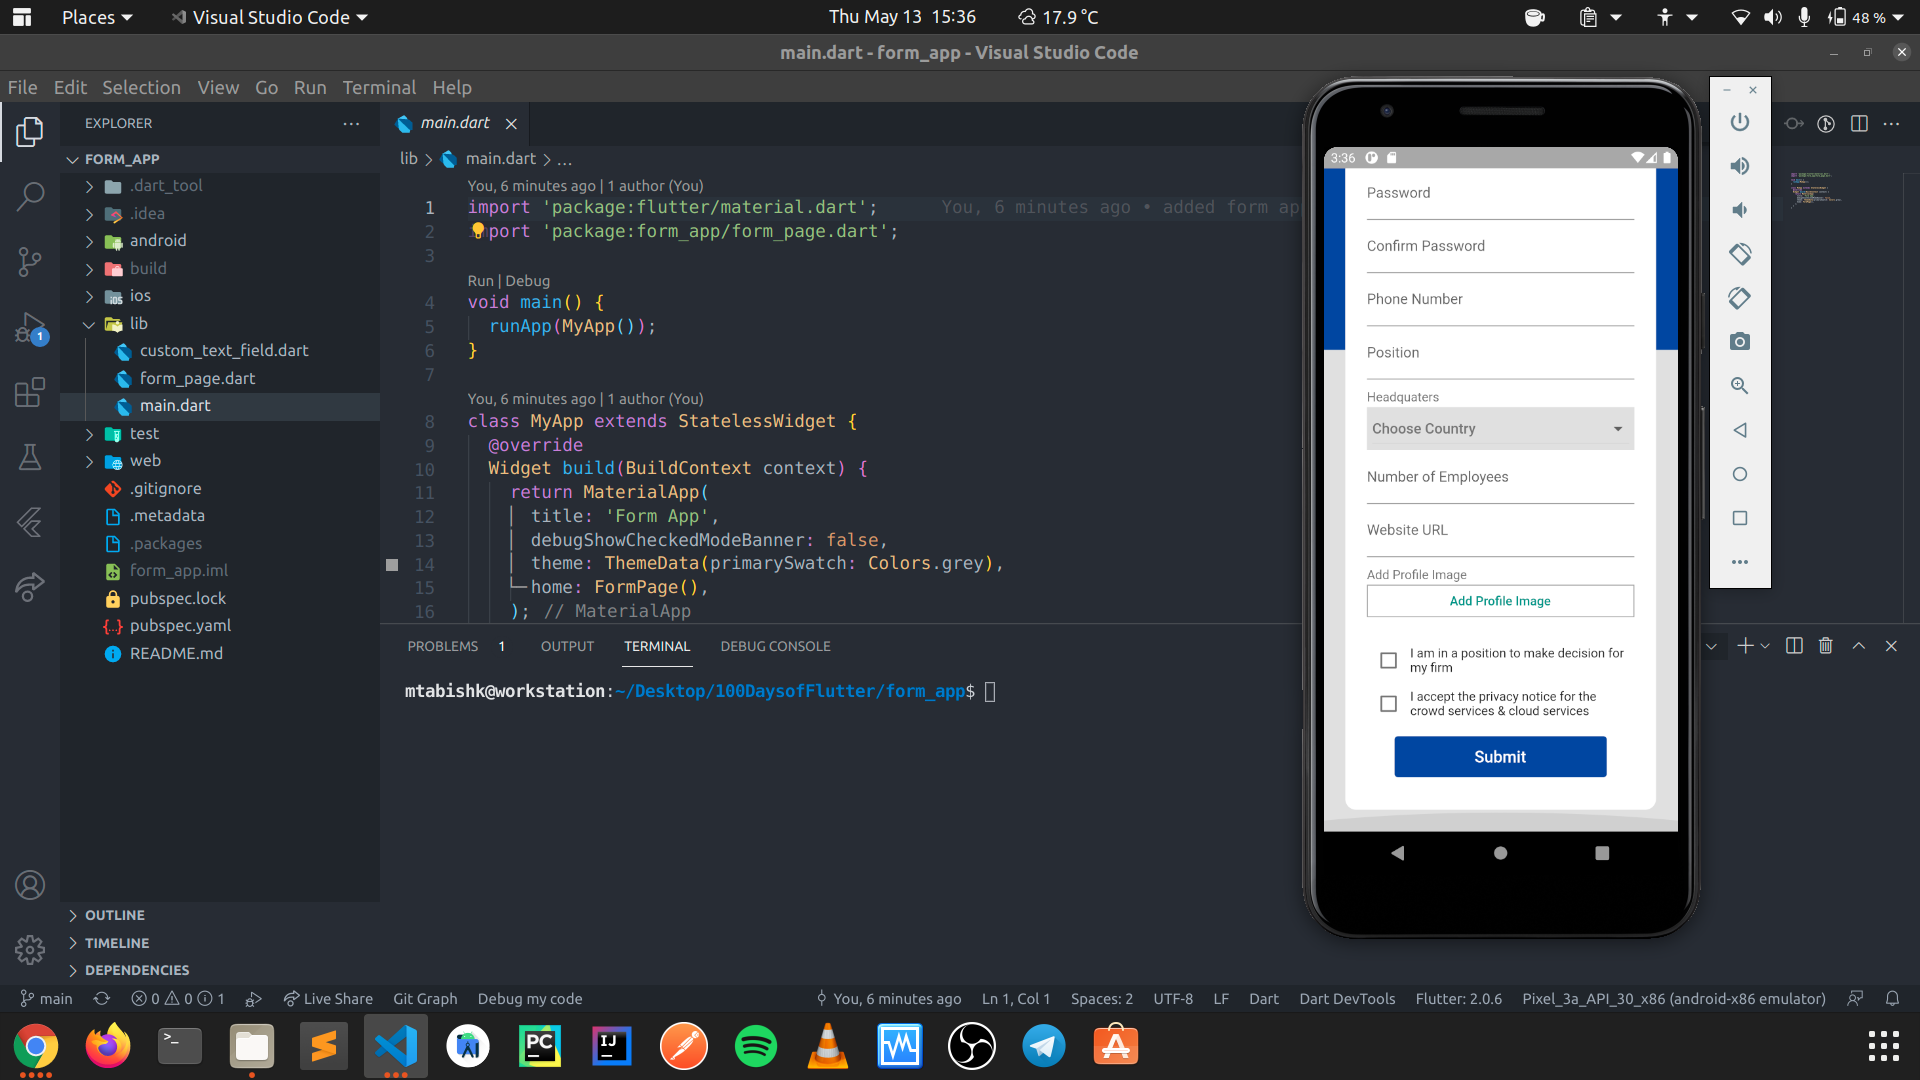 Places
Visual Studio Code
Thu May 13 15:36
17.9 °C
48 %
main.dart - form_app - Visual Studio Code
File Edit Selection View Go Run Terminal Help
EXPLORER
FORM_APP
.dart_tool
.idea
android
build
ios
lib
custom_text_field.dart
form_page.dart
main.dart
test
web
.gitignore
.metadata
.packages
form_app.iml
pubspec.lock
pubspec.yaml
README.md
OUTLINE
TIMELINE
DEPENDENCIES
1
main.dart
lib > main.dart > ...
You, 6 minutes ago | 1 author (You)
1 import 'package:flutter/material.dart'; You, 6 minutes ago • added form ap
2 import 'package:form_app/form_page.dart';
3
Run | Debug
4 void main() {
5 runApp(MyApp());
6 }
7
You, 6 minutes ago | 1 author (You)
8 class MyApp extends StatelessWidget {
9 @override
10 Widget build(BuildContext context) {
11 return MaterialApp(
12 title: 'Form App',
13 debugShowCheckedModeBanner: false,
14 theme: ThemeData(primarySwatch: Colors.grey),
15 home: FormPage(),
16 ); // MaterialApp
PROBLEMS 1 OUTPUT TERMINAL DEBUG CONSOLE
mtabishk@workstation:~/Desktop/100DaysofFlutter/form_app$
3:36
Password
Confirm Password
Phone Number
Position
Headquaters
Choose Country
Number of Employees
Website URL
Add Profile Image
Add Profile Image
I am in a position to make decision for
my firm
I accept the privacy notice for the
crowd services & cloud services
Submit
main 0 0 1 Live Share Git Graph Debug my code
You, 6 minutes ago Ln 1, Col 1 Spaces: 2 UTF-8 LF Dart Dart DevTools Flutter: 2.0.6 Pixel_3a_API_30_x86 (android-x86 emulator)
PC
IJ